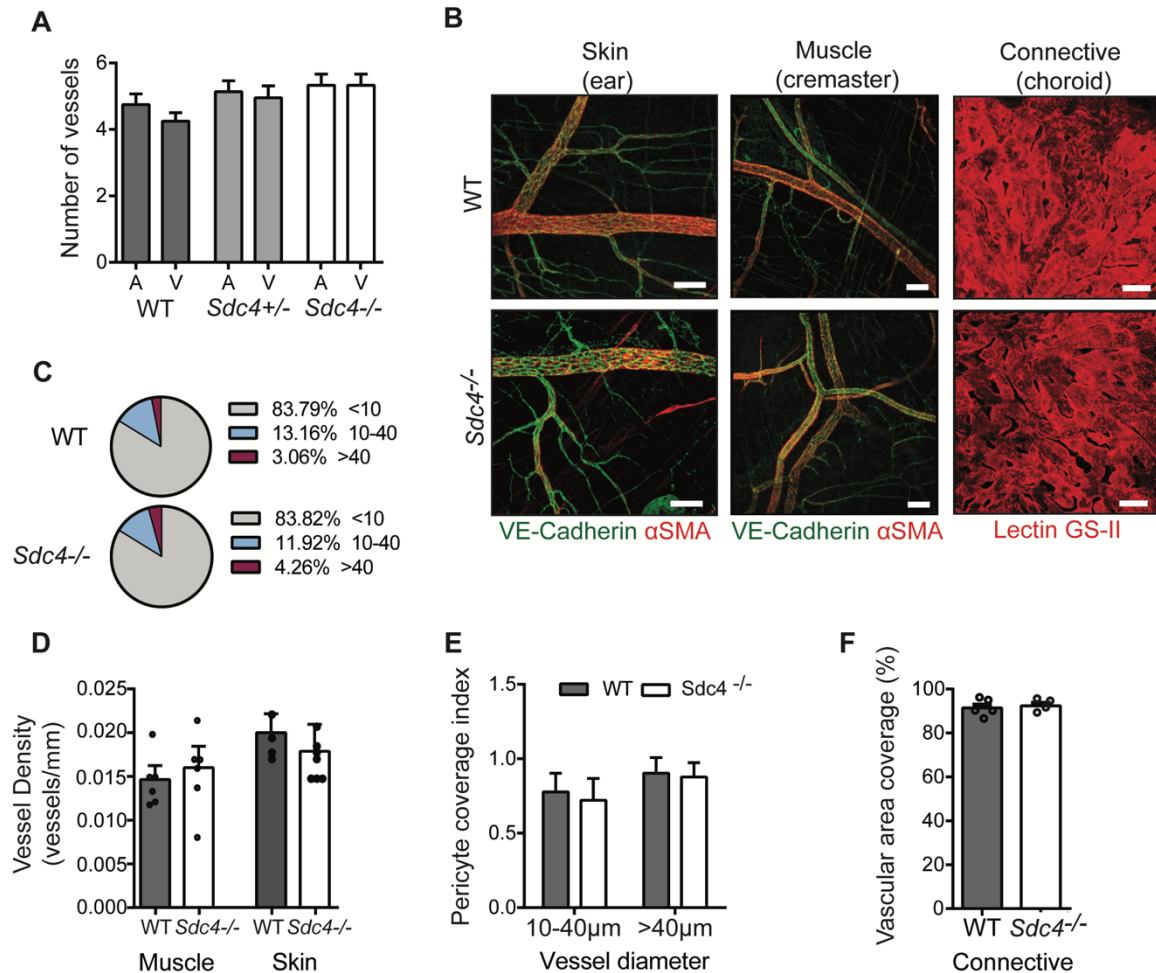 A
Number of vessels
6
4
2
0
A V A V A V
WT Sdc4+/- Sdc4-/-
B
Skin
(ear)
Muscle
(cremaster)
Connective
(choroid)
WT
Sdc4-/-
VE-Cadherin αSMA
VE-Cadherin αSMA
Lectin GS-II
C
WT
83.79% <10
13.16% 10-40
3.06% >40
Sdc4-/-
83.82% <10
11.92% 10-40
4.26% >40
D
Vessel Density
(vessels/mm)
0.025
0.020
0.015
0.010
0.005
0.000
WT Sdc4-/- WT Sdc4-/-
Muscle Skin
E
Pericyte coverage index
1.5
1.0
0.5
0.0
WT Sdc4 -/-
10-40µm >40µm
Vessel diameter
F
Vascular area coverage (%)
100
80
60
40
20
0
WT Sdc4-/-
Connective